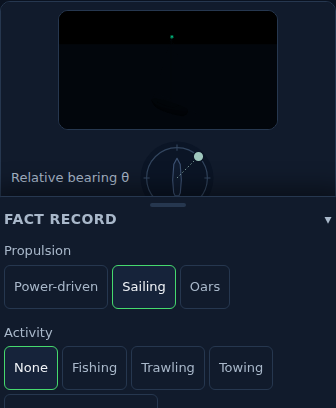 Relative bearing θ
FACT RECORD ▼
Propulsion
Power-driven Sailing Oars
Activity
None Fishing Trawling Towing